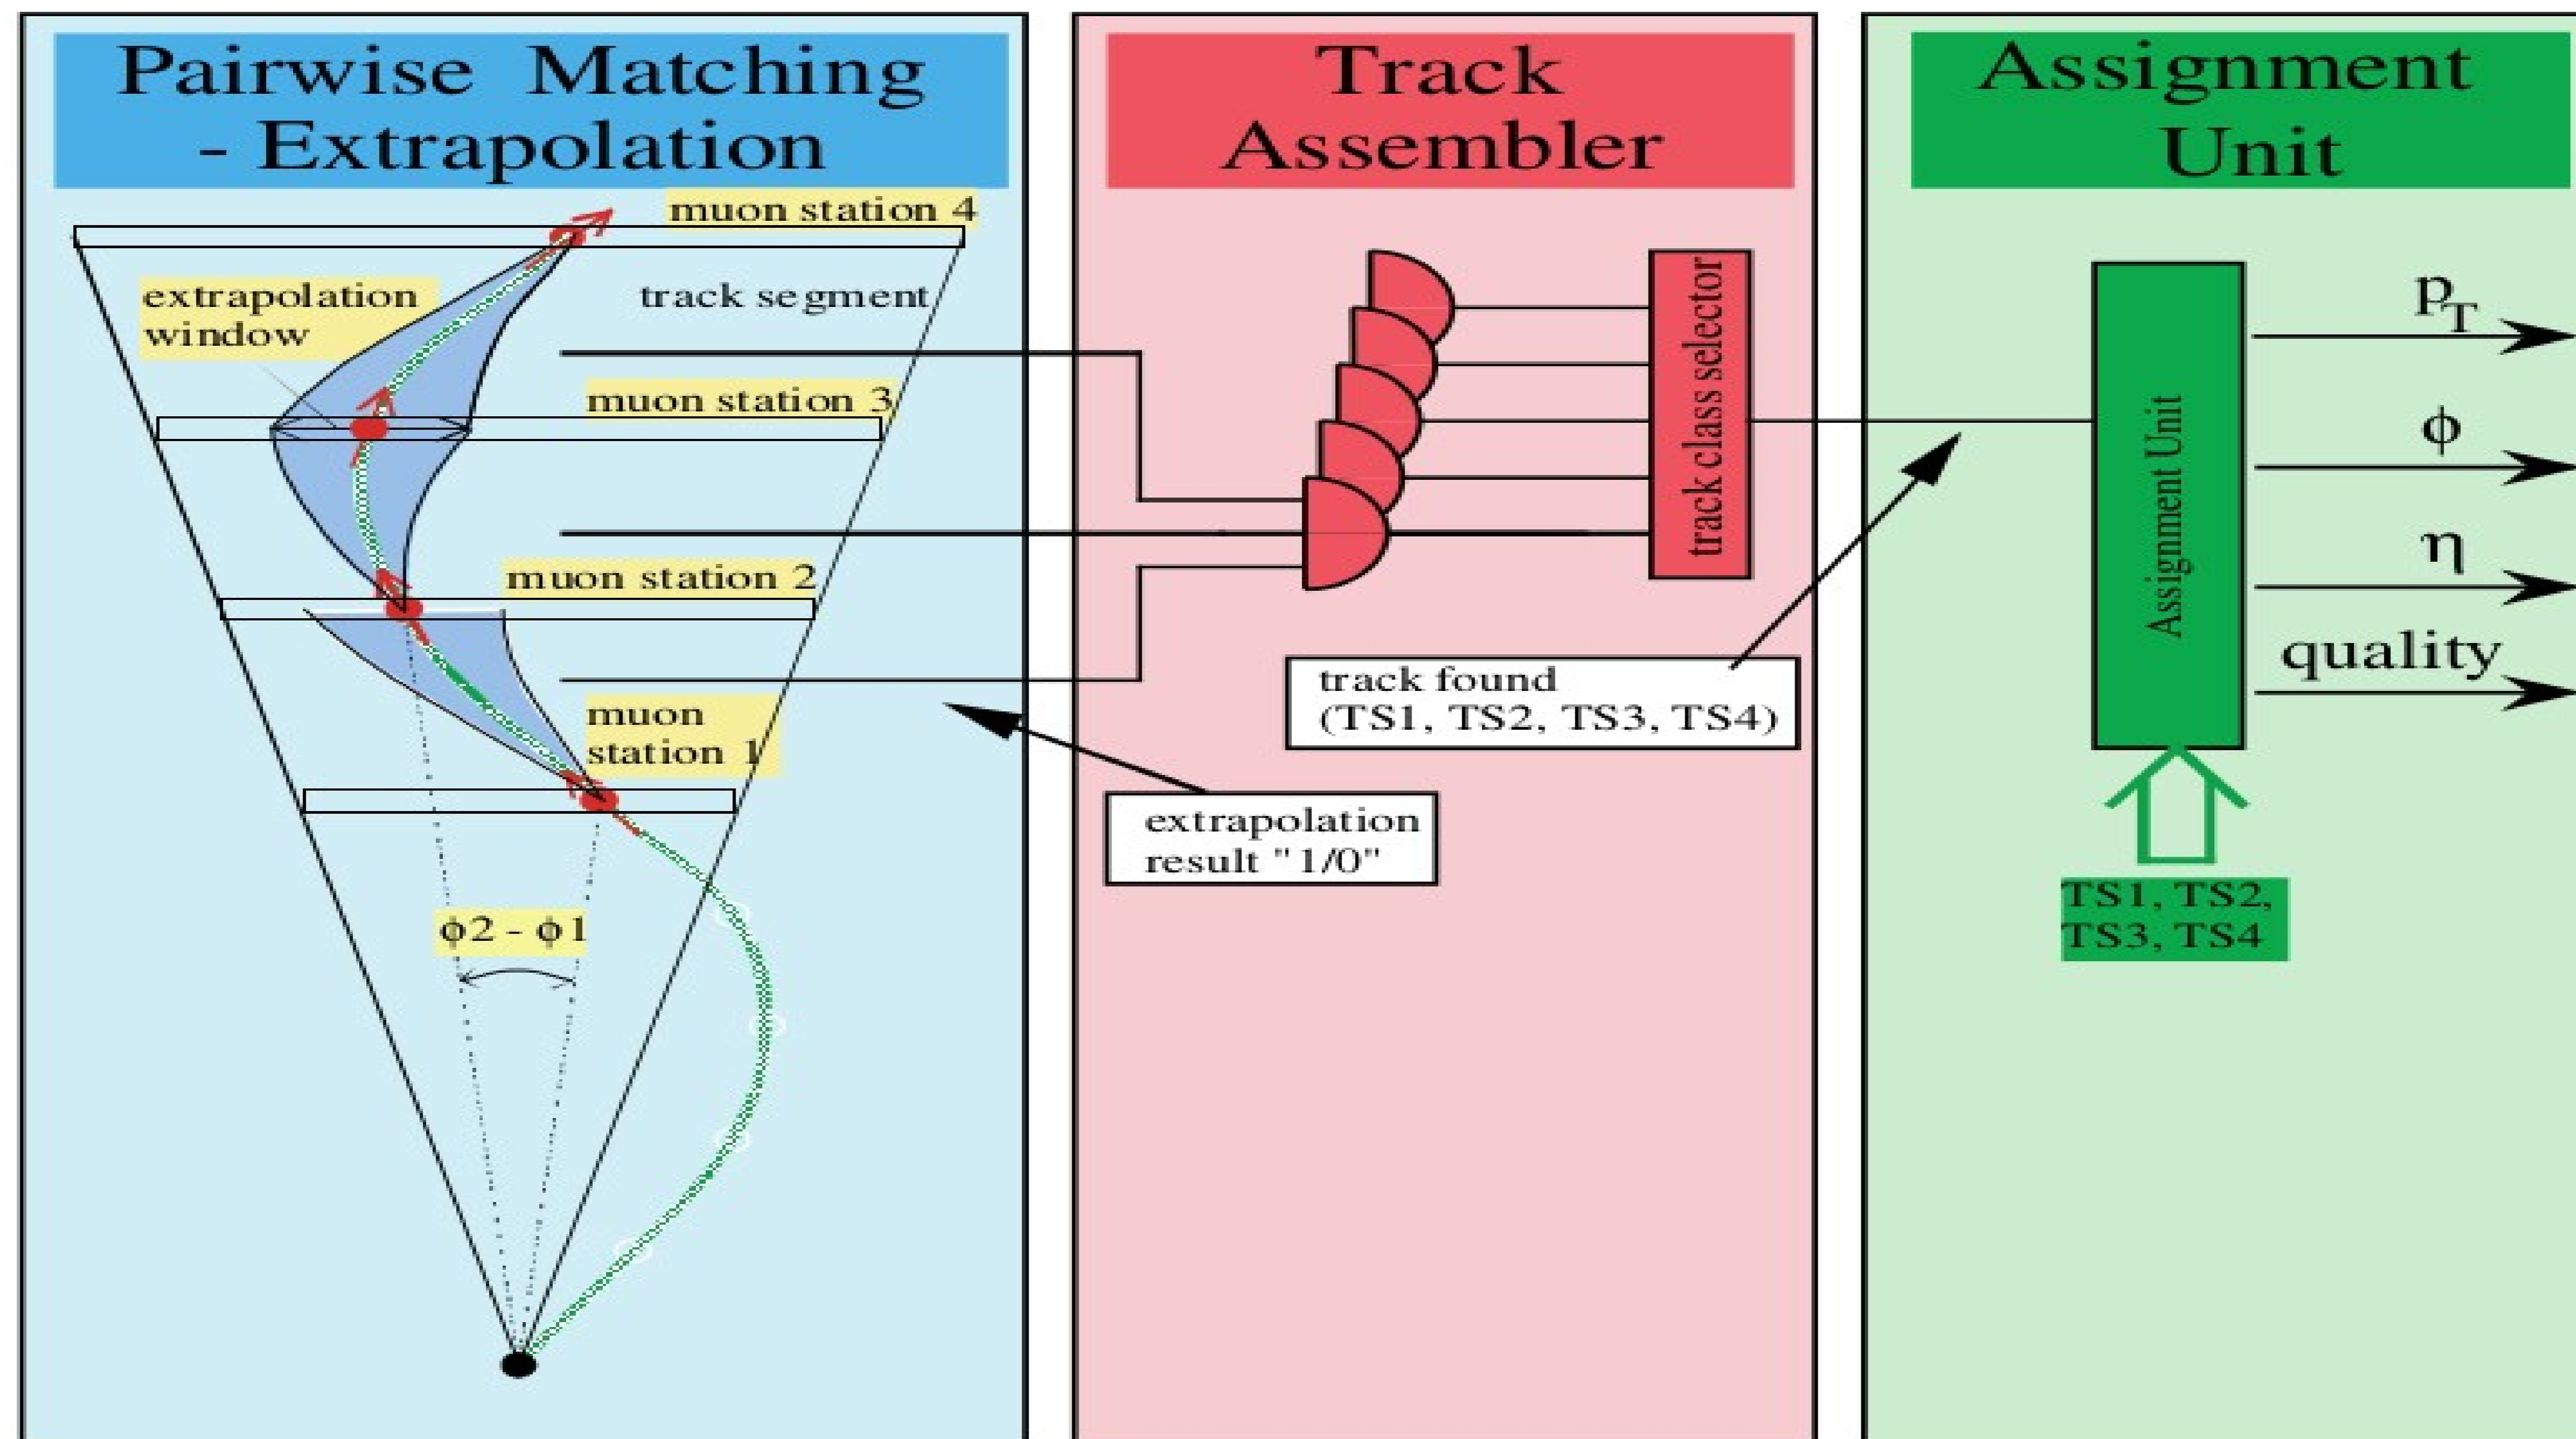 Pairwise Matching
- Extrapolation
muon station 4
extrapolation
window
track segment
muon station 3
muon station 2
muon
station 1
ϕ2 - ϕ1
Track
Assembler
track class selector
track found
(TS1, TS2, TS3, TS4)
extrapolation
result "1/0"
Assignment
Unit
Assignment Unit
pT
ϕ
η
quality
TS1, TS2,
TS3, TS4